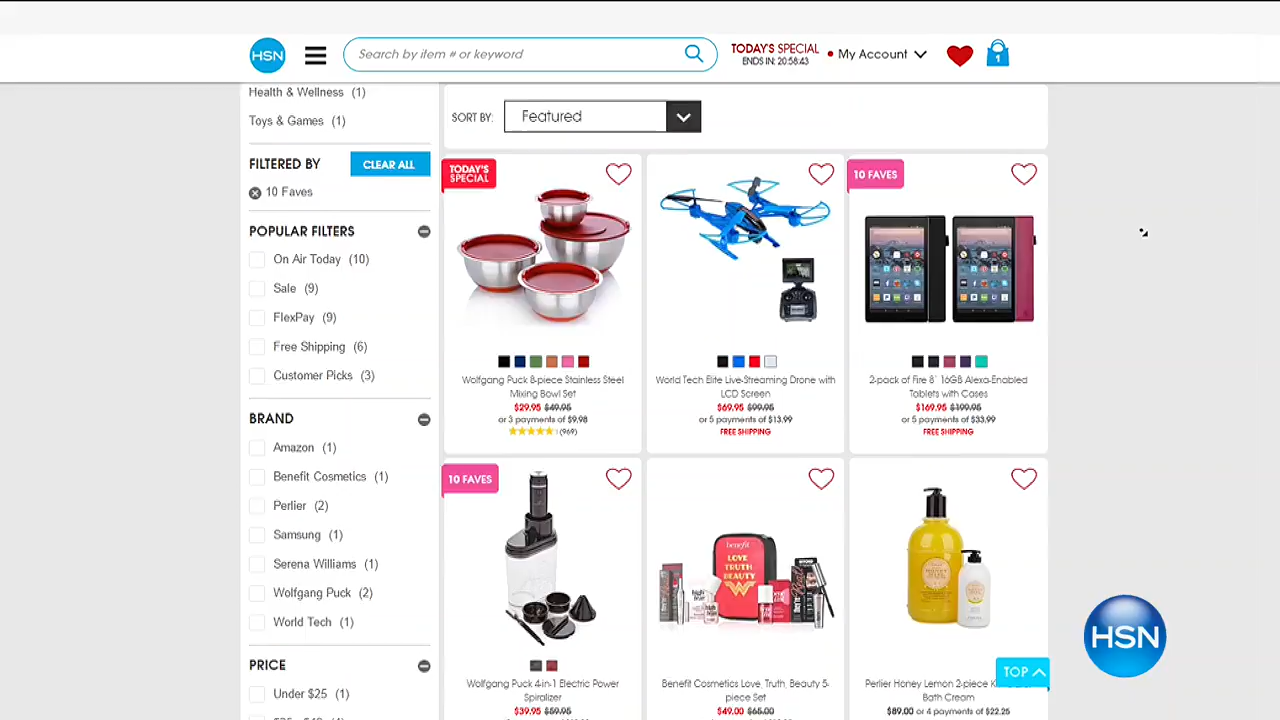 HSN
Search by item # or keyword
TODAY'S SPECIAL
ENDS IN: 20:58:43
My Account
1
Health & Wellness (1)
Toys & Games (1)
FILTERED BY
CLEAR ALL
10 Faves
POPULAR FILTERS
On Air Today (10)
Sale (9)
FlexPay (9)
Free Shipping (6)
Customer Picks (3)
BRAND
Amazon (1)
Benefit Cosmetics (1)
Perlier (2)
Samsung (1)
Serena Williams (1)
Wolfgang Puck (2)
World Tech (1)
PRICE
Under $25 (1)
SORT BY:
Featured
TODAY'S
SPECIAL
Wolfgang Puck 8-piece Stainless Steel
Mixing Bowl Set
$29.95 $49.95
or 3 payments of $9.98
(969)
World Tech Elite Live-Streaming Drone with
LCD Screen
$69.95 $99.95
or 5 payments of $13.99
FREE SHIPPING
10 FAVES
2-pack of Fire 8" 16GB Alexa-Enabled
Tablets with Cases
$169.95 $199.95
or 5 payments of $33.99
FREE SHIPPING
10 FAVES
Wolfgang Puck 4-in-1 Electric Power
Spiralizer
$39.95 $59.95
benefit
LOVE
TRUTH
BEAUTY
Benefit Cosmetics Love, Truth, Beauty 5-
piece Set
$49.00 $65.00
Perlier Honey Lemon 2-piece
Bath Cream
$89.00 or 4 payments of $22.25
TOP
HSN